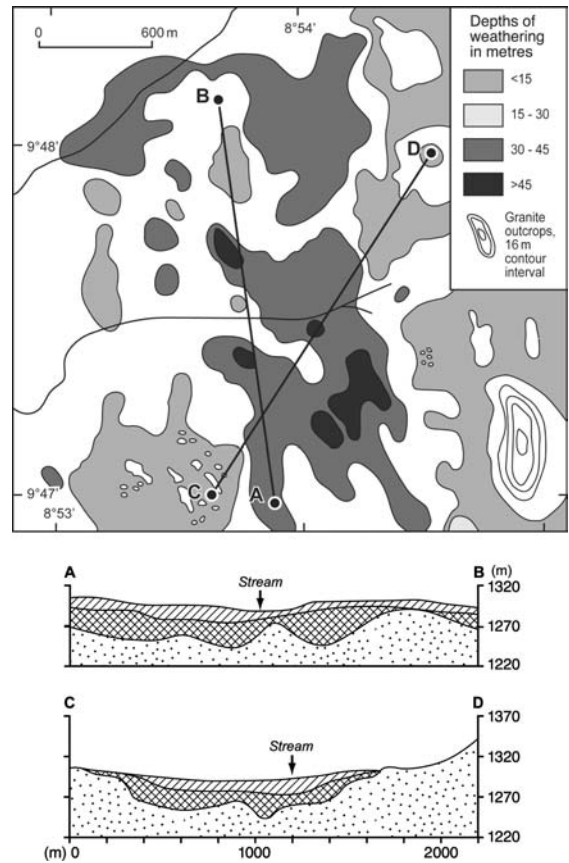 0 600 m
8°54'
Depths of
weathering
in metres
<15
15 - 30
30 - 45
>45
Granite
outcrops,
16 m
contour
interval
B
D
9°48'
C
A
9°47'
8°53'
A B (m)
Stream
1320
1270
1220
C D
1370
Stream
1320
1270
1220
(m) 0 1000 2000